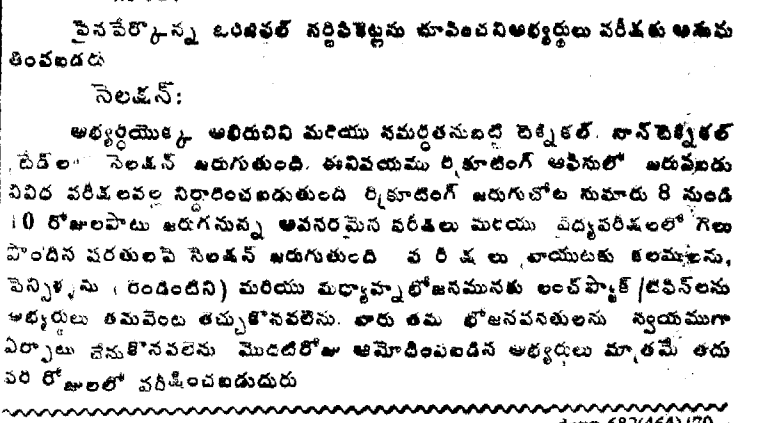 పైనపేర్కొన్న ఒరిజినల్ సర్టిఫికెట్లను చూపించని అభ్యర్థులు పరీక్షకు అనుమ
తించబడరు
సెలక్షన్:
అభ్యర్థియొక్క అభిరుచిని మరియు సమర్థతనుబట్టి టెక్నికల్, నాన్‌టెక్నికల్
ట్రేడ్‌ల సెలక్షన్ జరుగుతుంది. ఈవిషయము రిక్రూటింగ్ ఆఫీసులో జరుపబడు
వివిధ పరీక్షలవల్ల నిర్ధారించబడుతుంది రిక్రూటింగ్ జరుగుచోట సుమారు 8 నుండి
10 రోజులపాటు జరుగనున్న అవసరమైన పరీక్షలు మరియు వైద్యపరీక్షలలో గెలు
పొందిన షరతులపై సెలక్షన్ జరుగుతుంది పరీక్షలు వ్రాయుటకు కలములను,
పెన్సిళ్ళను (రెండింటిని) మరియు మధ్యాహ్నభోజనమునకు లంచ్‌ప్యాక్/టిఫిన్‌లను
అభ్యర్థులు తమవెంట తెచ్చుకొనవలెను. వారు తమ భోజనవసతులను స్వయముగా
ఏర్పాటు చేసుకొనవలెను మొదటిరోజు ఆమోదింపబడిన అభ్యర్థులు మాత్రమే తదు
పరి రోజులలో పరీక్షించబడుదురు